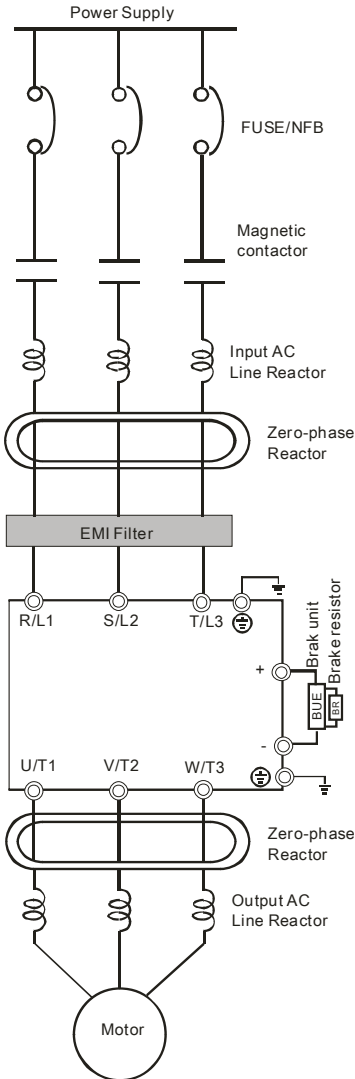 Power Supply
FUSE/NFB
Magnetic
contactor
Input AC
Line Reactor
Zero-phase
Reactor
EMI Filter
R/L1
S/L2
T/L3
+
Brak unit
Brake resistor
BUE
BR
-
U/T1
V/T2
W/T3
Zero-phase
Reactor
Output AC
Line Reactor
Motor